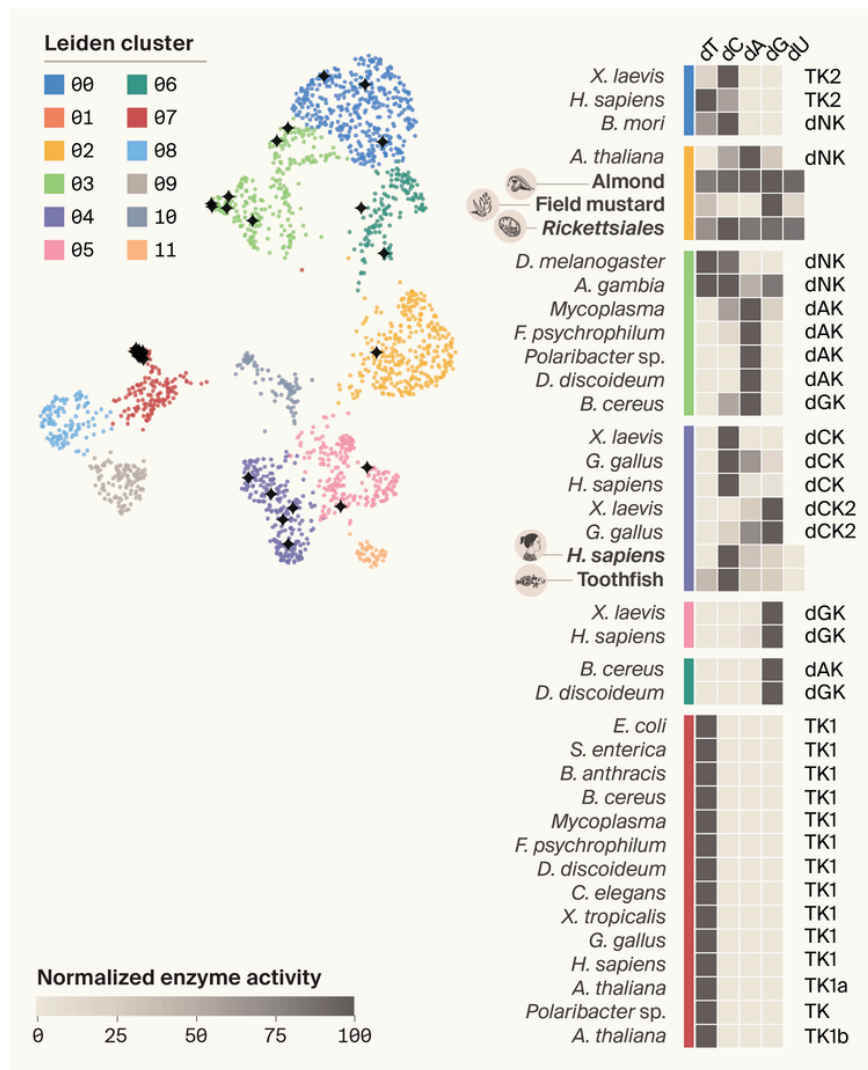 Leiden cluster
00 06
01 07
02 08
03 09
04 10
05 11
dT dC dA dG dU
X. laevis TK2
H. sapiens TK2
B. mori dNK
A. thaliana dNK
Almond
Field mustard
Rickettsiales
D. melanogaster dNK
A. gambia dNK
Mycoplasma dAK
F. psychrophilum dAK
Polaribacter sp. dAK
D. discoideum dAK
B. cereus dGK
X. laevis dCK
G. gallus dCK
H. sapiens dCK
X. laevis dCK2
G. gallus dCK2
H. sapiens
Toothfish
X. laevis dGK
H. sapiens dGK
B. cereus dAK
D. discoideum dGK
E. coli TK1
S. enterica TK1
B. anthracis TK1
B. cereus TK1
Mycoplasma TK1
F. psychrophilum TK1
D. discoideum TK1
C. elegans TK1
X. tropicalis TK1
G. gallus TK1
H. sapiens TK1
A. thaliana TK1a
Polaribacter sp. TK
A. thaliana TK1b
Normalized enzyme activity
0 25 50 75 100